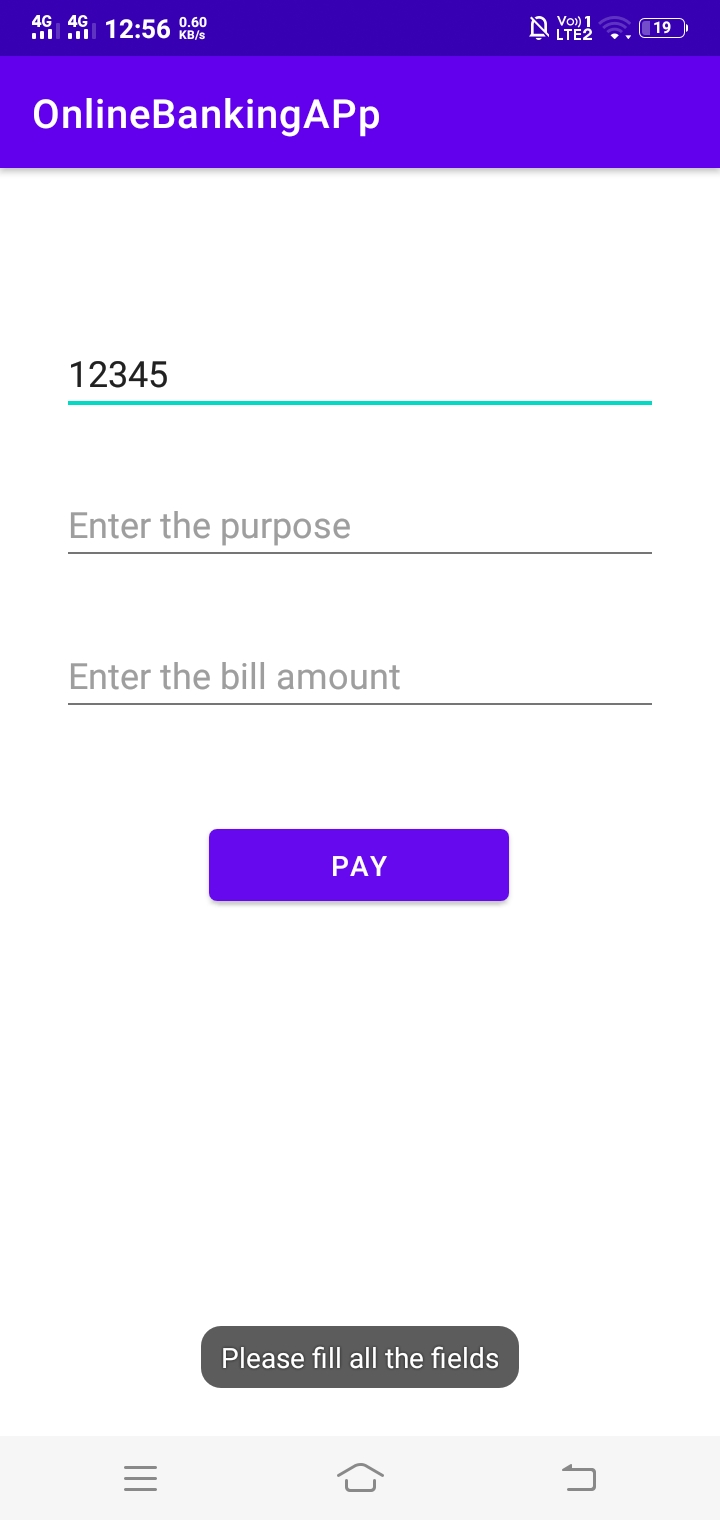 4G 4G 12:56 0.60 KB/s Vo)) 1 LTE2 19
OnlineBankingAPp
12345
Enter the purpose
Enter the bill amount
PAY
Please fill all the fields